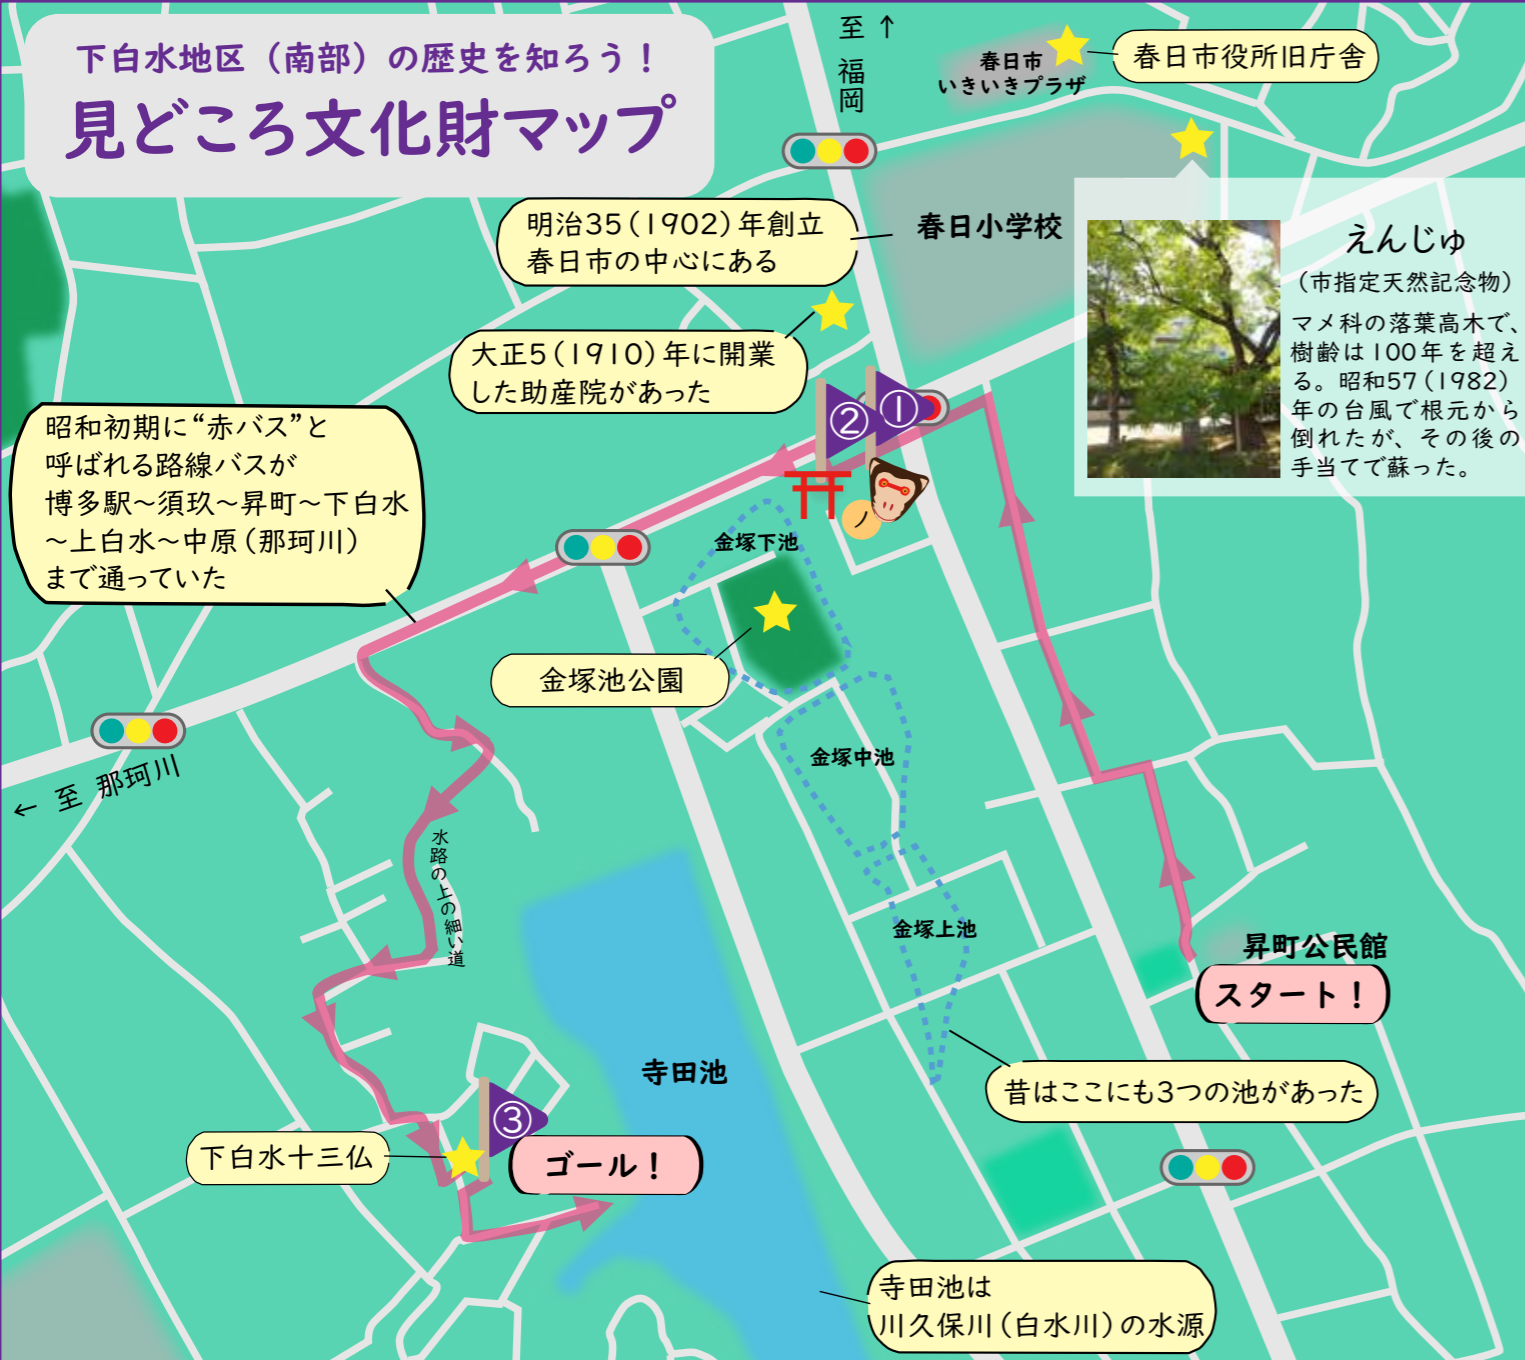 下白水地区（南部）の歴史を知ろう！
見どころ文化財マップ
至 福岡 ↑
春日市
いきいきプラザ
春日市役所旧庁舎
明治35（1902）年創立
春日市の中心にある
春日小学校
大正5（1910）年に開業
した助産院があった
えんじゅ
（市指定天然記念物）
マメ科の落葉高木で、
樹齢は100年を超え
る。昭和57（1982）
年の台風で根元から
倒れたが、その後の
手当てで蘇った。
昭和初期に“赤バス”と
呼ばれる路線バスが
博多駅～須玖～昇町～下白水
～上白水～中原（那珂川）
まで通っていた
②
①
ノ
金塚下池
金塚池公園
金塚中池
← 至 那珂川
水路の上の細い道
金塚上池
昇町公民館
スタート！
寺田池
昔はここにも3つの池があった
③
下白水十三仏
ゴール！
寺田池は
川久保川（白水川）の水源